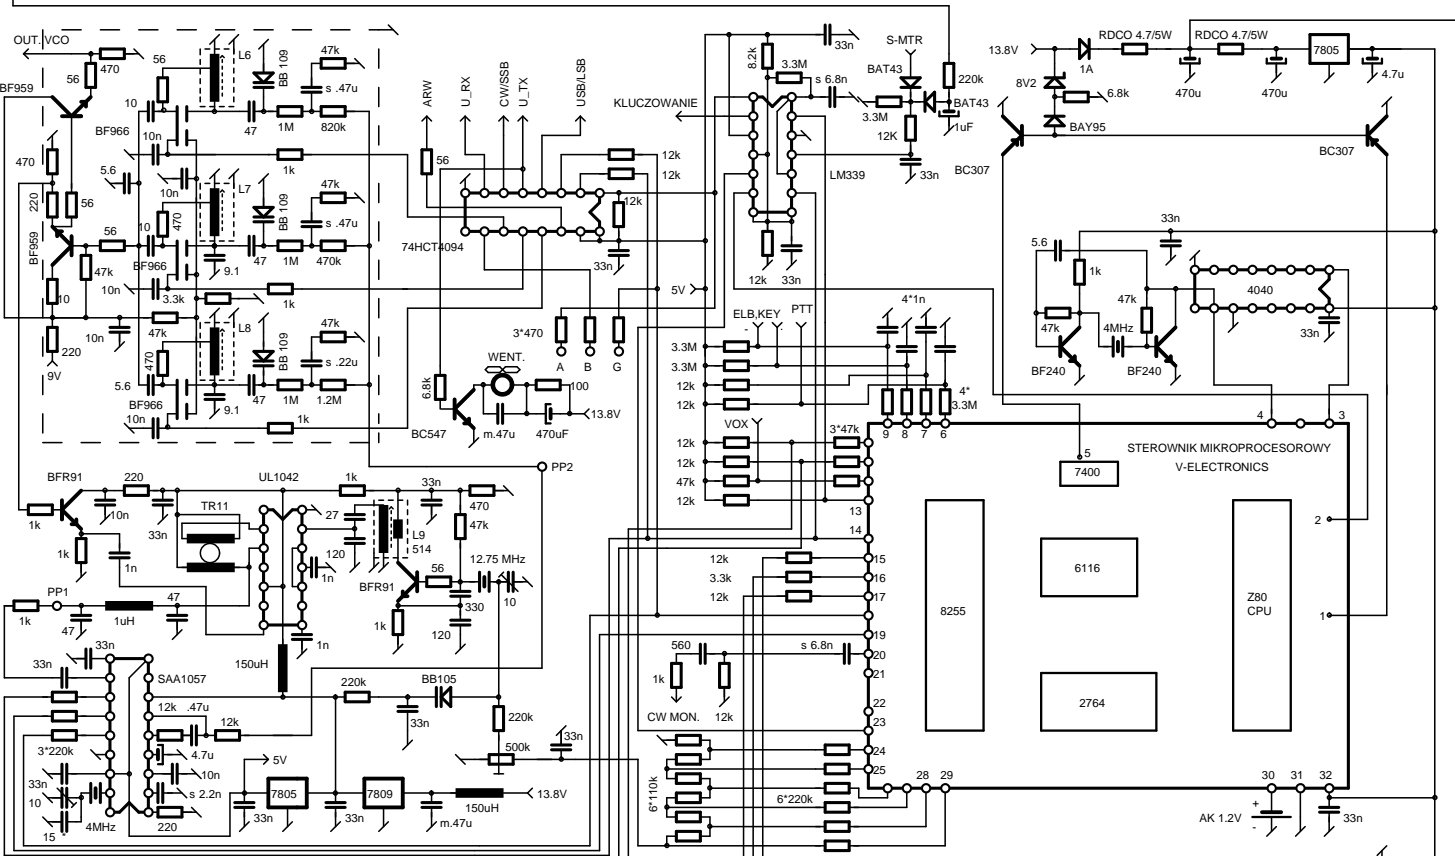 OUT. VCO
470
56
56
L6
BB 109
47k
s .47u
BF959
10
BF966
10n
47
1M
820k
470
5.6
10n
1k
220
56
L7
BB 109
47k
s .47u
10
470
BF959
56
BF966
47
1M
470k
9.1
47k
10n
3.3k
1k
10
47k
10n
220
9V
L8
BB 109
47k
s .22u
470
5.6
BF966
47
1M
1.2M
9.1
10n
1k
ARW
U_RX
CW/SSB
U_TX
USB/LSB
56
12k
12k
12k
74HCT4094
33n
3*470
A
B
G
WENT.
6.8k
100
13.8V
BC547
m.47u
470uF
PP2
KLUCZOWANIE
8.2k
33n
3.3M
s 6.8n
S-MTR
BAT43
220k
BAT43
3.3M
1uF
12K
33n
LM339
12k
33n
5V
ELB,KEY
-
-
PTT
4*1n
3.3M
3.3M
12k
12k
4*
3.3M
VOX
3*47k
9
8
7
6
12k
12k
47k
12k
13
14
15
16
17
19
20
21
22
23
24
25
28
29
30
31
32
12k
3.3k
12k
560
s 6.8n
1k
CW MON.
12k
6*110k
6*220k
13.8V
1A
RDCO 4.7/5W
RDCO 4.7/5W
7805
8V2
6.8k
470u
470u
4.7u
BAY95
BC307
BC307
33n
5.6
1k
47k
47k
4MHz
BF240
BF240
4040
33n
4
3
STEROWNIK MIKROPROCESOROWY
V-ELECTRONICS
5
7400
2
6116
8255
Z80
CPU
1
2764
AK 1.2V
+
-
33n
BFR91
220
UL1042
1k
10n
TR11
1k
33n
1k
1n
27
120
L9
514
33n
470
47k
12.75 MHz
1n
56
BFR91
330
10
1k
120
PP1
1k
47
1uH
47
1n
150uH
33n
33n
SAA1057
12k
.47u
12k
3*220k
4.7u
10n
33n
10
s 2.2n
15
4MHz
220
220k
BB105
33n
220k
500k
33n
5V
7805
7809
33n
33n
m.47u
150uH
13.8V